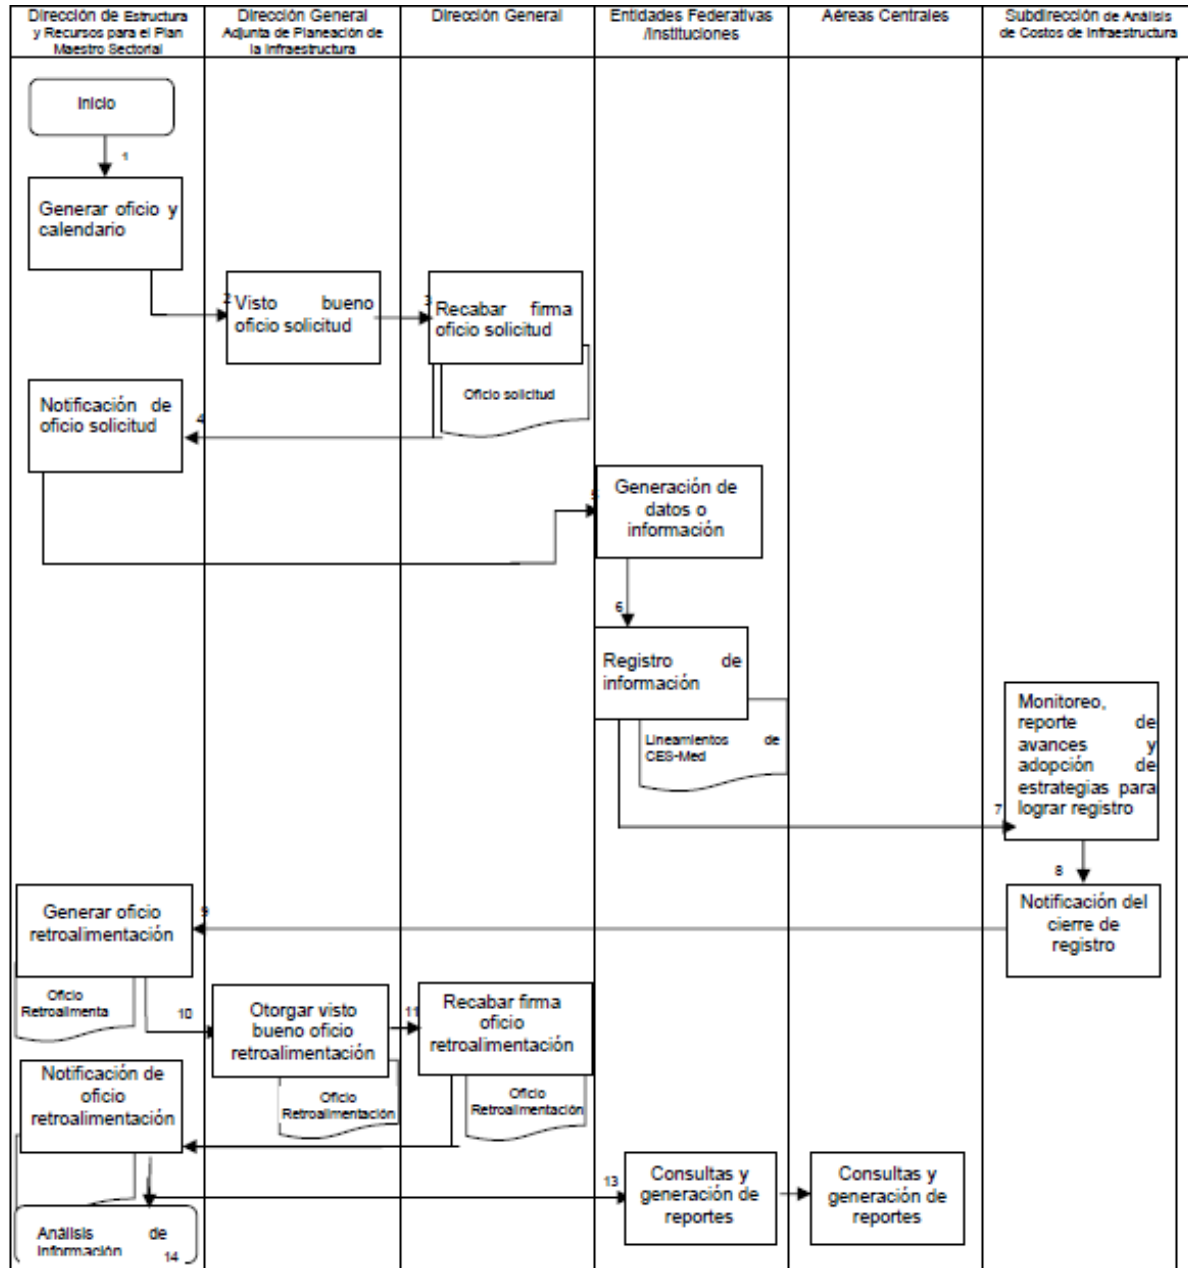 Dirección de Estructura
y Recursos para el Plan
Maestro Sectorial
Dirección General
Adjunta de Planeación de
la Infraestructura
Dirección General
Entidades Federativas
/Instituciones
Aéreas Centrales
Subdirección de Análisis
de Costos de Infraestructura
Inicio
1
Generar oficio y
calendario
2
Visto bueno
oficio solicitud
3
Recabar firma
oficio solicitud
Oficio solicitud
Notificación de
oficio solicitud
4
5
Generación de
datos o
información
6
Registro de
información
Lineamientos de
CES-Med
Monitoreo,
reporte de
avances y
adopción de
estrategias para
lograr registro
7
8
Notificación del
cierre de
registro
9
Generar oficio
retroalimentación
Oficio
Retroalimenta
10
Otorgar visto
bueno oficio
retroalimentación
Oficio
Retroalimentación
11
Recabar firma
oficio
retroalimentación
Oficio
Retroalimentación
Notificación de
oficio
retroalimentación
13
Consultas y
generación de
reportes
Consultas y
generación de
reportes
Análisis de
Información
14